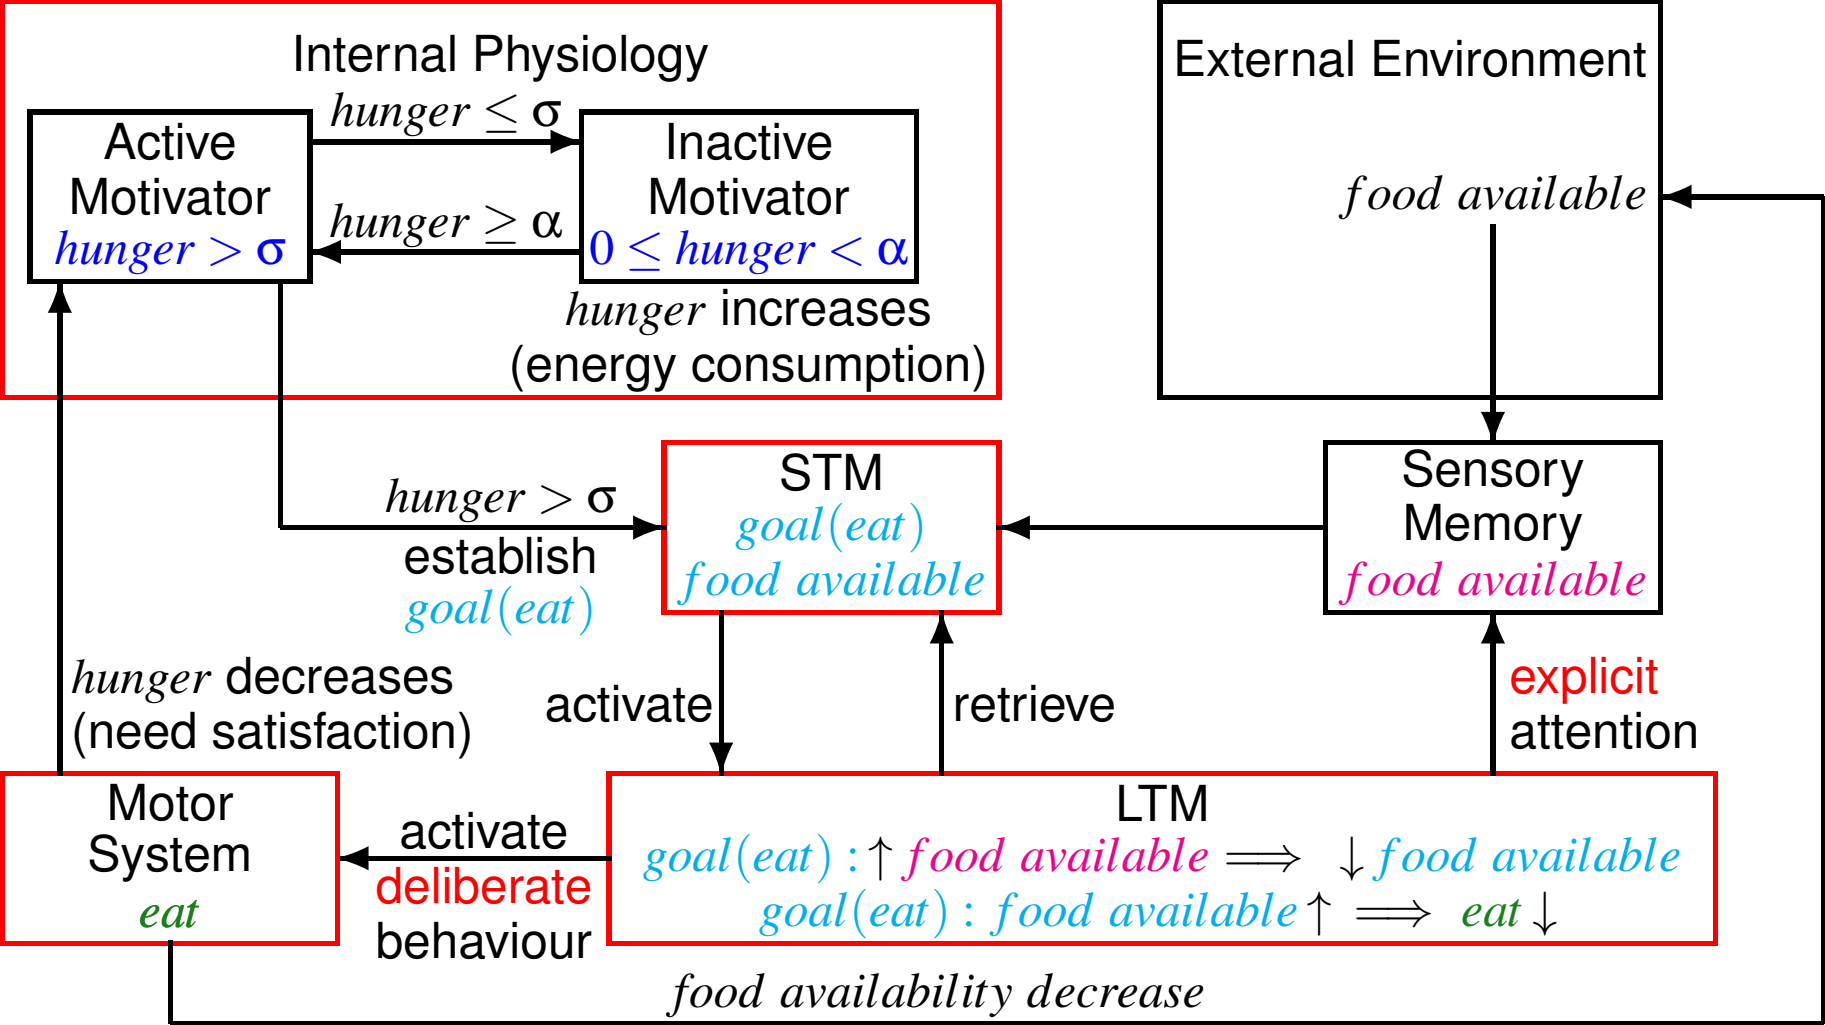 Internal Physiology
Active
Motivator
hunger > σ
hunger ≤ σ
hunger ≥ α
Inactive
Motivator
0 ≤ hunger < α
hunger increases
(energy consumption)
External Environment
food available
hunger > σ
establish
goal(eat)
STM
goal(eat)
food available
Sensory
Memory
food available
hunger decreases
(need satisfaction)
activate
retrieve
explicit
attention
Motor
System
eat
activate
deliberate
behaviour
LTM
goal(eat) : ↑ food available ⟹ ↓ food available
goal(eat) : food available ↑ ⟹ eat ↓
food availability decrease